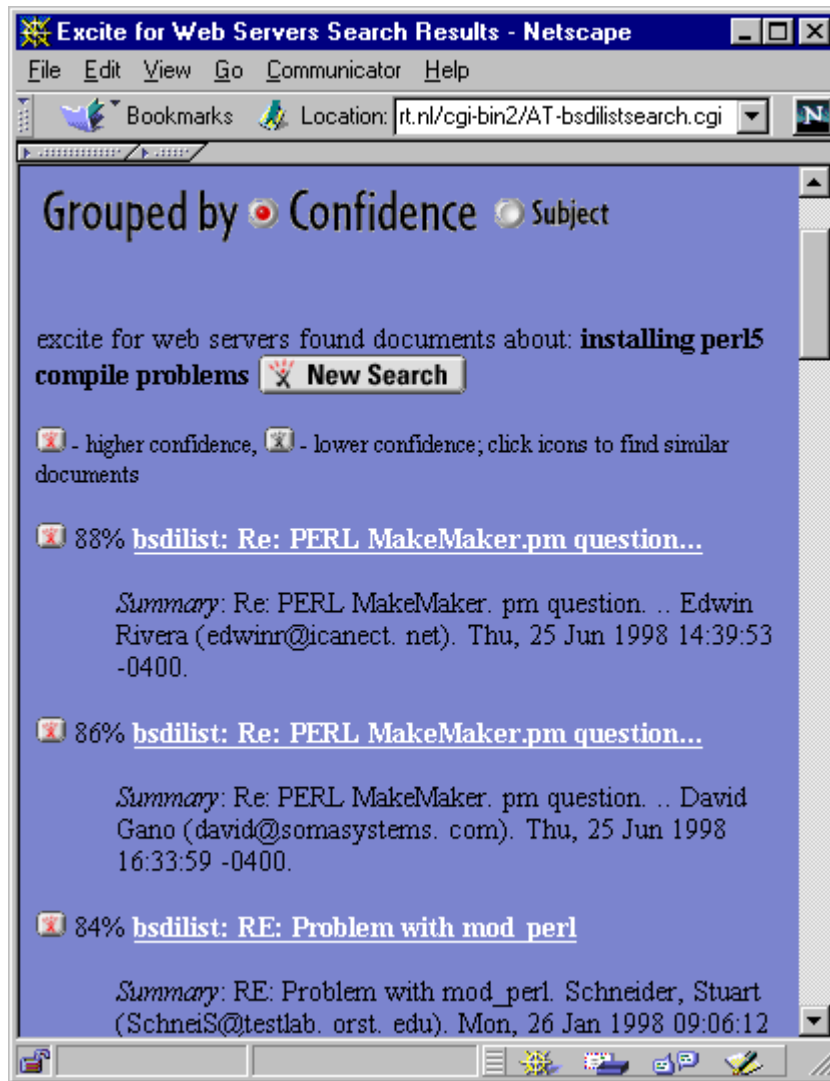 Excite for Web Servers Search Results - Netscape
File Edit View Go Communicator Help
Bookmarks Location: rt.nl/cgi-bin2/AT-bsdilistsearch.cgi N
Grouped by Confidence Subject
excite for web servers found documents about: installing perl5
compile problems New Search
- higher confidence, - lower confidence; click icons to find similar
documents
88% bsdilist: Re: PERL MakeMaker.pm question...
Summary: Re: PERL MakeMaker. pm question. .. Edwin
Rivera (edwinr@icanect. net). Thu, 25 Jun 1998 14:39:53
-0400.
86% bsdilist: Re: PERL MakeMaker.pm question...
Summary: Re: PERL MakeMaker. pm question. .. David
Gano (david@somasystems. com). Thu, 25 Jun 1998
16:33:59 -0400.
84% bsdilist: RE: Problem with mod_perl
Summary: RE: Problem with mod_perl. Schneider, Stuart
(SchneiS@testlab. orst. edu). Mon, 26 Jan 1998 09:06:12